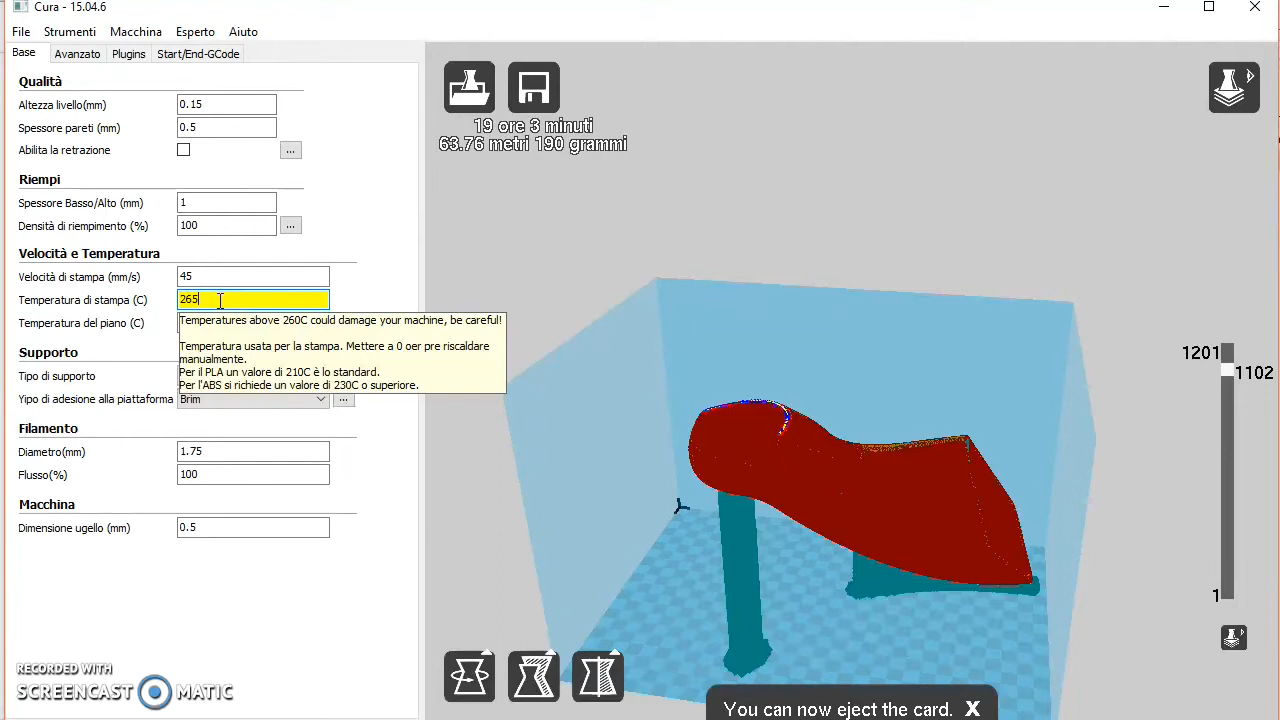 Cura - 15.04.6
File Strumenti Macchina Esperto Aiuto
Base Avanzato Plugins Start/End-GCode
Qualità
Altezza livello(mm) 0.15
Spessore pareti (mm) 0.5
Abilita la retrazione ...
Riempi
Spessore Basso/Alto (mm) 1
Densità di riempimento (%) 100 ...
Velocità e Temperatura
Velocità di stampa (mm/s) 45
Temperatura di stampa (C) 265
Temperatura del piano (C)
Temperatures above 260C could damage your machine, be careful!
Temperatura usata per la stampa. Mettere a 0 oer pre riscaldare
manualmente.
Per il PLA un valore di 210C è lo standard.
Per l'ABS si richiede un valore di 230C o superiore.
Supporto
Tipo di supporto
Yipo di adesione alla piattaforma Brim ...
Filamento
Diametro(mm) 1.75
Flusso(%) 100
Macchina
Dimensione ugello (mm) 0.5
19 ore 3 minuti
63.76 metri 190 grammi
1201
1102
1
You can now eject the card. X
RECORDED WITH
SCREENCAST MATIC